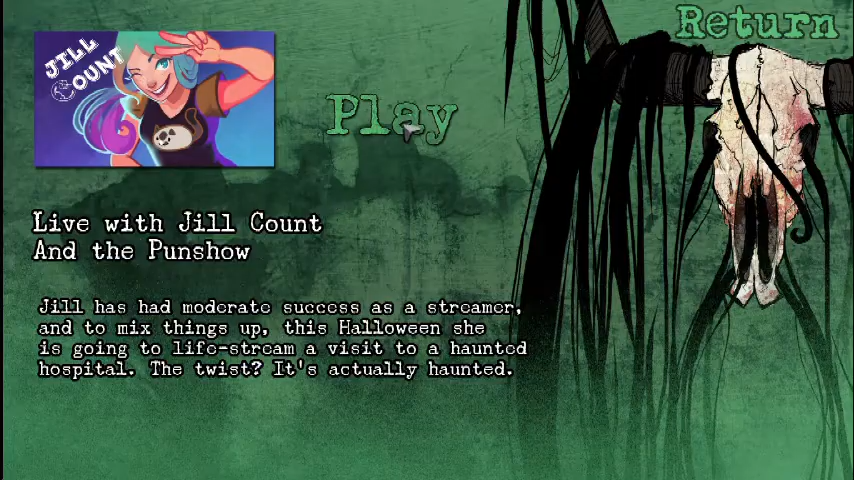 Return
JILL
COUNT
Play
Live with Jill Count
And the Punshow
Jill has had moderate success as a streamer,
and to mix things up, this Halloween she
is going to life-stream a visit to a haunted
hospital. The twist? It's actually haunted.